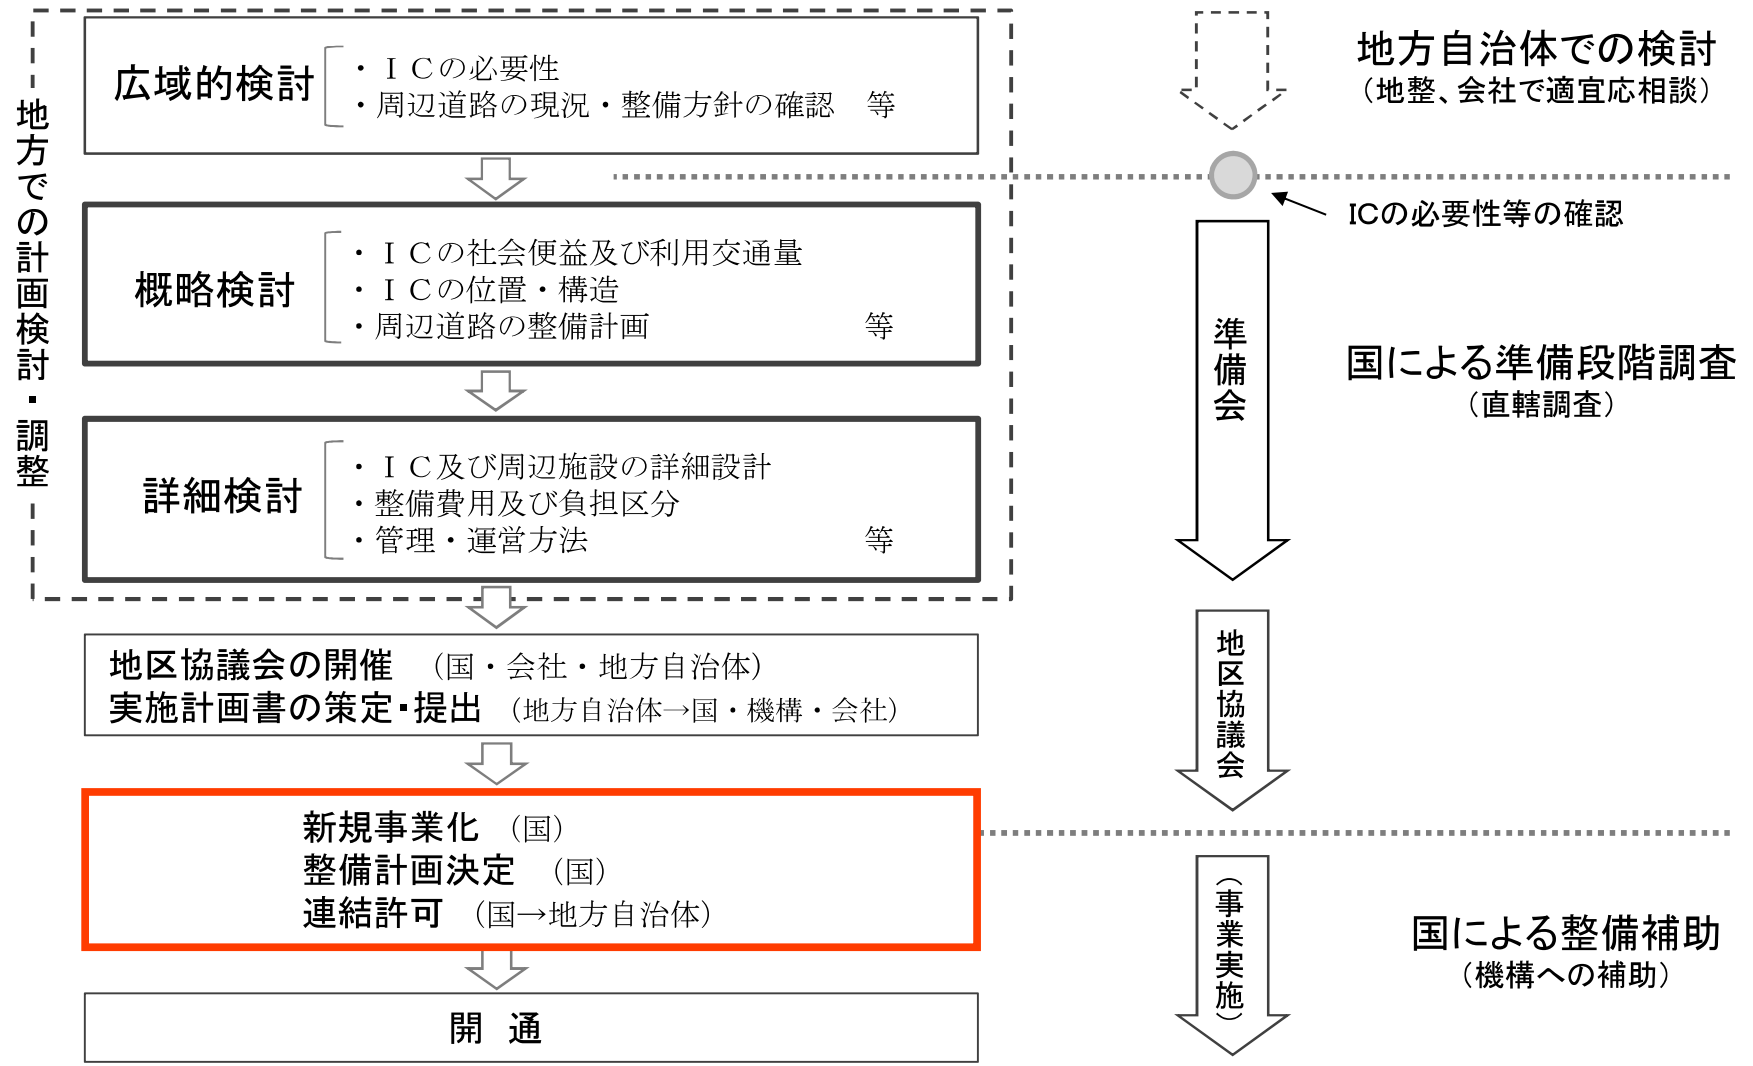 地方での計画検討・調整
広域的検討
・ＩＣの必要性
・周辺道路の現況・整備方針の確認　等
概略検討
・ＩＣの社会便益及び利用交通量
・ＩＣの位置・構造
・周辺道路の整備計画　等
詳細検討
・ＩＣ及び周辺施設の詳細設計
・整備費用及び負担区分
・管理・運営方法　等
地区協議会の開催　（国・会社・地方自治体）
実施計画書の策定・提出　（地方自治体→国・機構・会社）
新規事業化　（国）
整備計画決定　（国）
連結許可　（国→地方自治体）
開　通
地方自治体での検討
（地整、会社で適宜応相談）
ICの必要性等の確認
準備会
国による準備段階調査
（直轄調査）
地区協議会
（事業実施）
国による整備補助
（機構への補助）